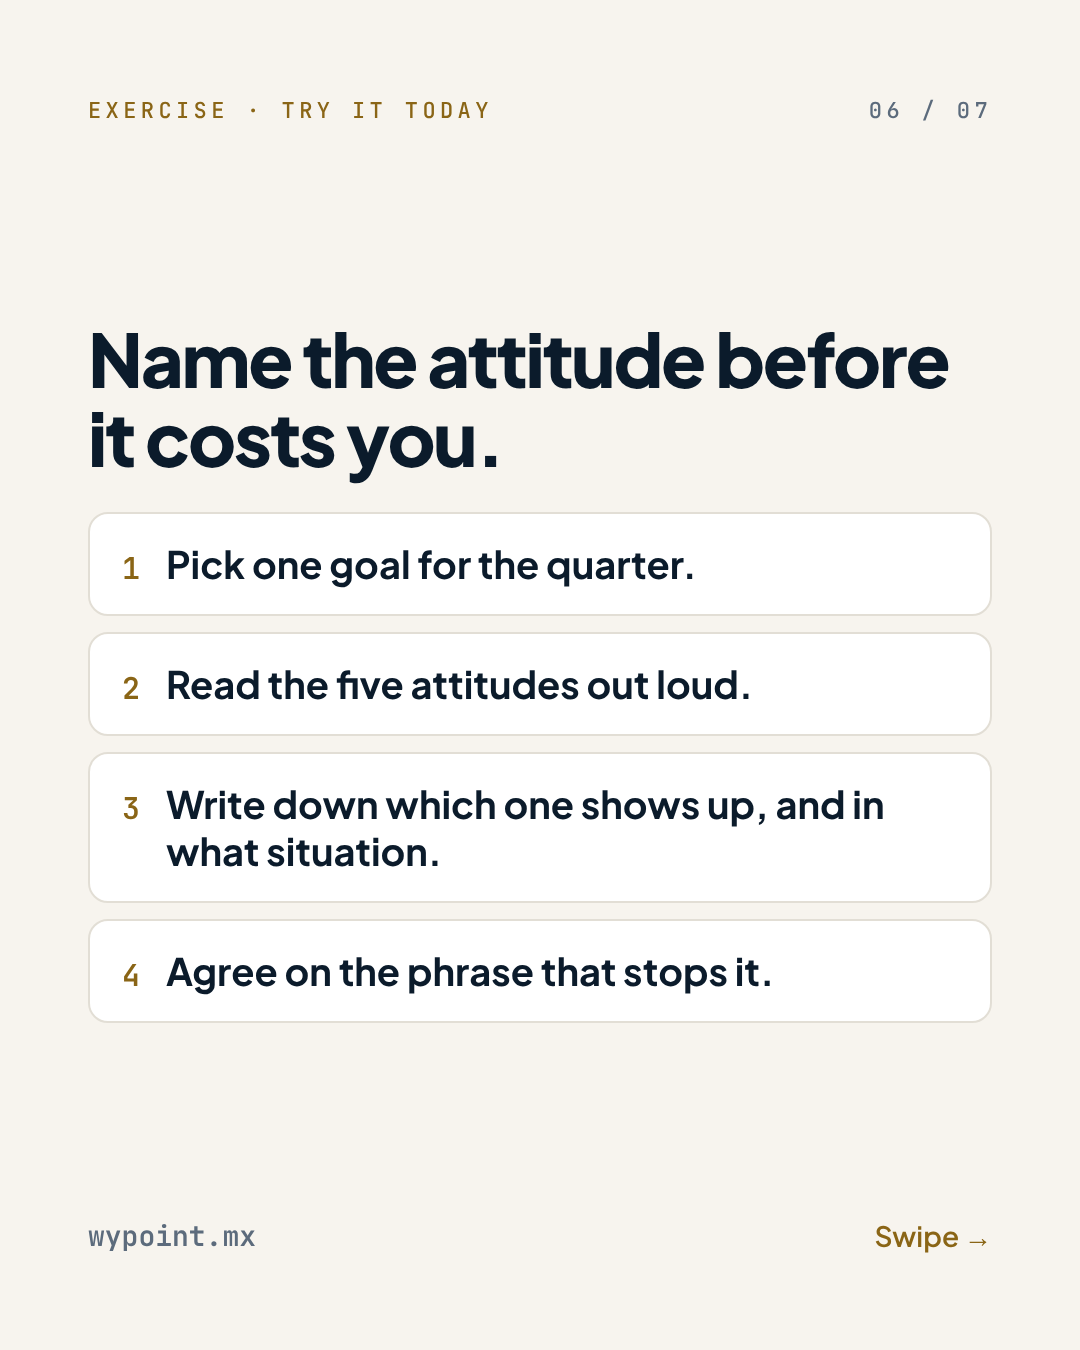 EXERCISE · TRY IT TODAY
06 / 07
Name the attitude before
it costs you.
1 Pick one goal for the quarter.
2 Read the five attitudes out loud.
3 Write down which one shows up, and in
what situation.
4 Agree on the phrase that stops it.
wypoint.mx
Swipe →